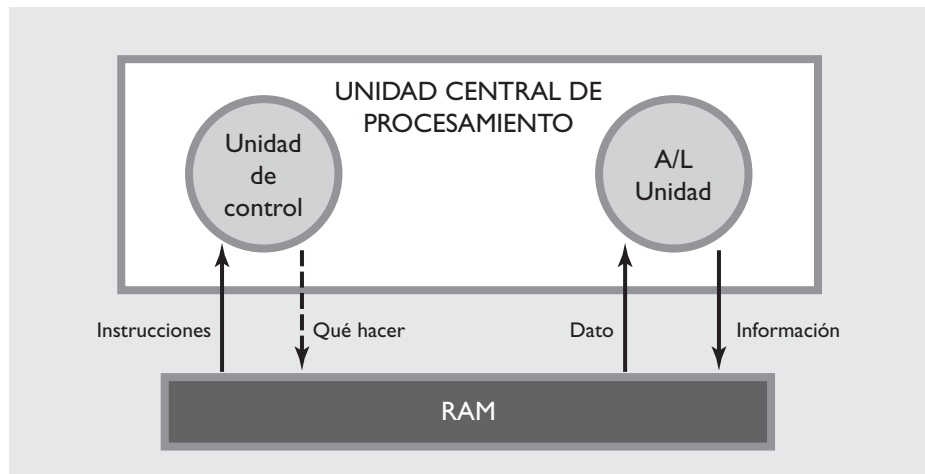 UNIDAD CENTRAL DE
PROCESAMIENTO
Unidad
de
control
A/L
Unidad
Instrucciones
Qué hacer
Dato
Información
RAM